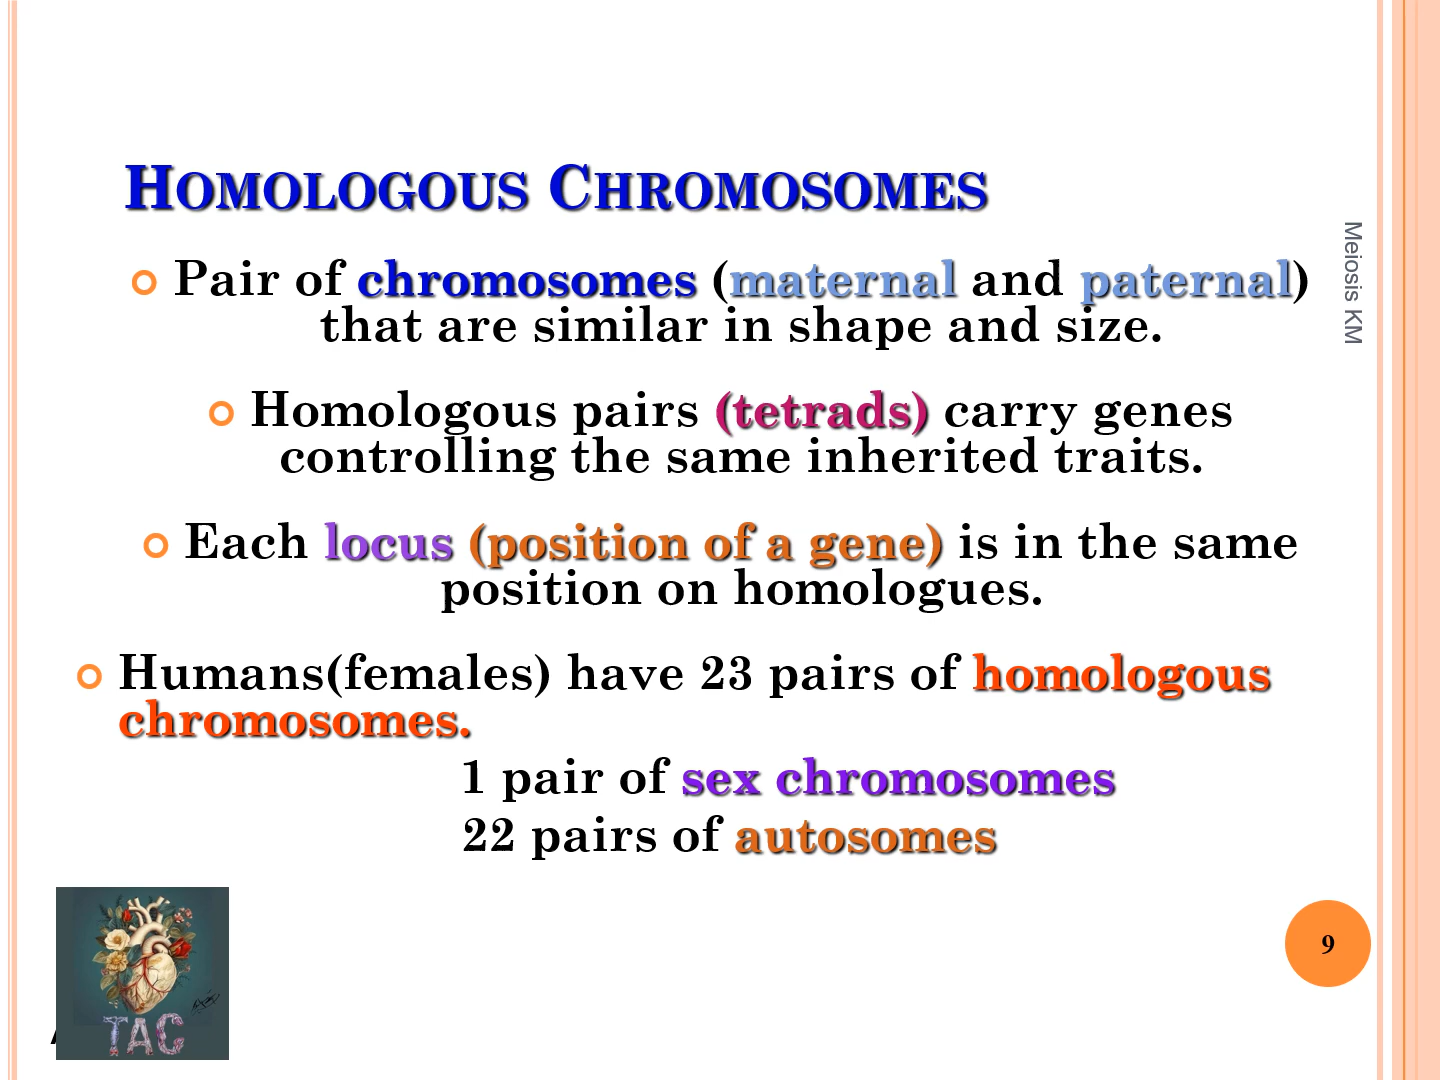 HOMOLOGOUS CHROMOSOMES
Pair of chromosomes (maternal and paternal)
that are similar in shape and size.
Homologous pairs (tetrads) carry genes
controlling the same inherited traits.
Each locus (position of a gene) is in the same
position on homologues.
Humans(females) have 23 pairs of homologous
chromosomes.
1 pair of sex chromosomes
22 pairs of autosomes
Meiosis KM
9
TAC